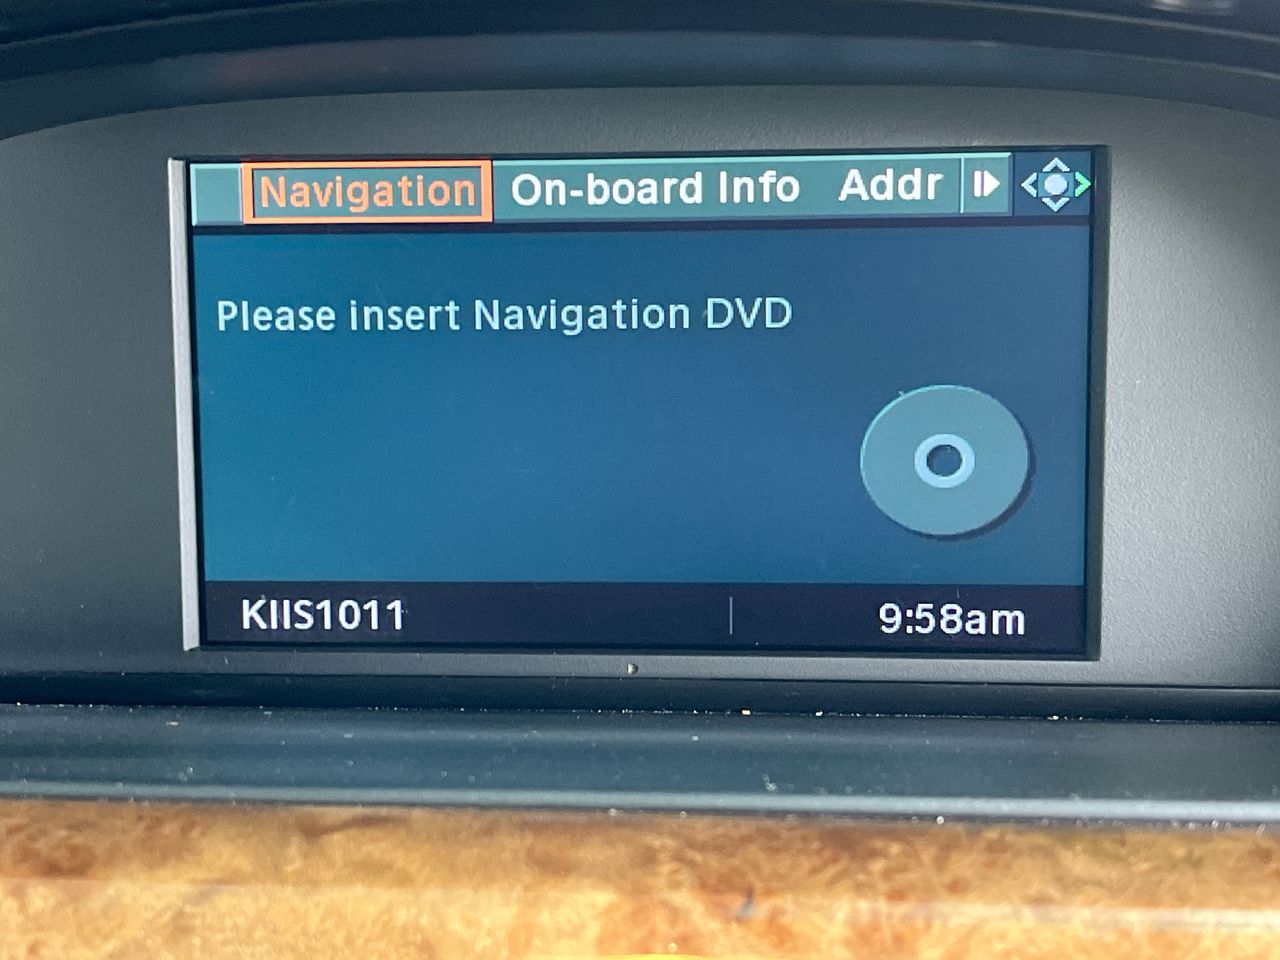 Navigation On-board Info Addr
Please insert Navigation DVD
KIIS1011 9:58am